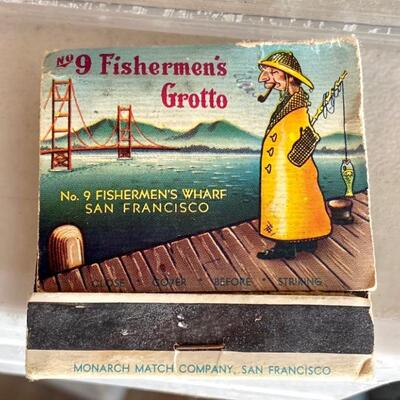 No 9 Fishermen's
Grotto
No. 9 FISHERMEN'S WHARF
SAN FRANCISCO
CLOSE • COVER • BEFORE • STRIKING
MONARCH MATCH COMPANY, SAN FRANCISCO